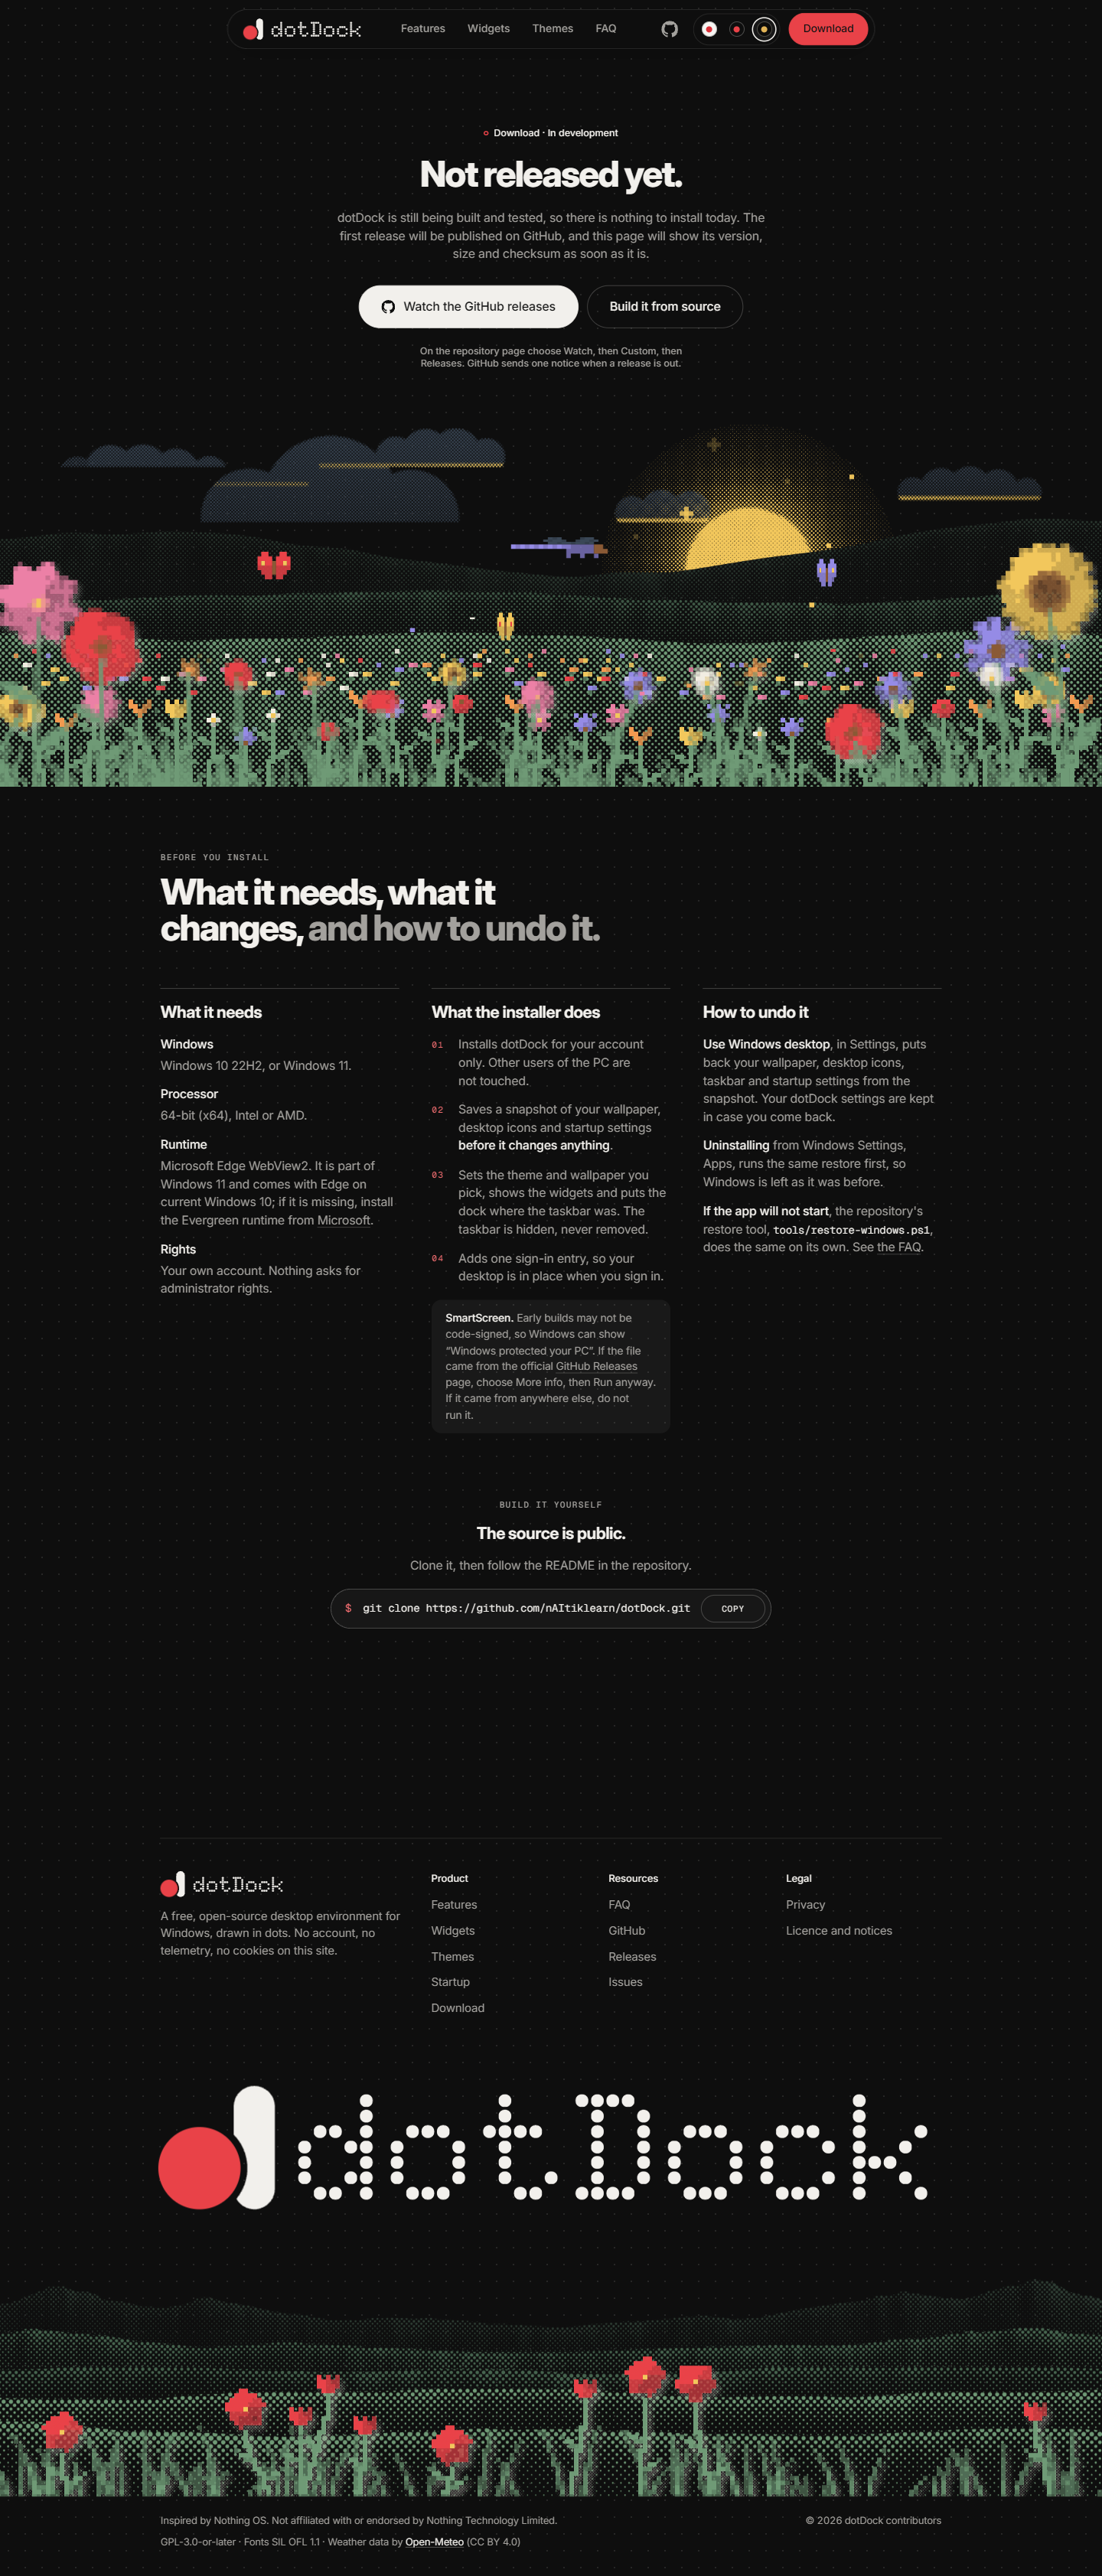 dotDock Features Widgets Themes FAQ Download
Download · In development
Not released yet.
dotDock is still being built and tested, so there is nothing to install today. The
first release will be published on GitHub, and this page will show its version,
size and checksum as soon as it is.
Watch the GitHub releases Build it from source
On the repository page choose Watch, then Custom, then
Releases. GitHub sends one notice when a release is out.
BEFORE YOU INSTALL
What it needs, what it
changes, and how to undo it.
What it needs
Windows
Windows 10 22H2, or Windows 11.
Processor
64-bit (x64), Intel or AMD.
Runtime
Microsoft Edge WebView2. It is part of
Windows 11 and comes with Edge on
current Windows 10; if it is missing, install
the Evergreen runtime from Microsoft.
Rights
Your own account. Nothing asks for
administrator rights.
What the installer does
01 Installs dotDock for your account
only. Other users of the PC are
not touched.
02 Saves a snapshot of your wallpaper,
desktop icons and startup settings
before it changes anything.
03 Sets the theme and wallpaper you
pick, shows the widgets and puts the
dock where the taskbar was. The
taskbar is hidden, never removed.
04 Adds one sign-in entry, so your
desktop is in place when you sign in.
SmartScreen. Early builds may not be
code-signed, so Windows can show
“Windows protected your PC”. If the file
came from the official GitHub Releases
page, choose More info, then Run anyway.
If it came from anywhere else, do not
run it.
How to undo it
Use Windows desktop, in Settings, puts
back your wallpaper, desktop icons,
taskbar and startup settings from the
snapshot. Your dotDock settings are kept
in case you come back.
Uninstalling from Windows Settings,
Apps, runs the same restore first, so
Windows is left as it was before.
If the app will not start, the repository's
restore tool, tools/restore-windows.ps1,
does the same on its own. See the FAQ.
BUILD IT YOURSELF
The source is public.
Clone it, then follow the README in the repository.
$ git clone https://github.com/nAItiklearn/dotDock.git COPY
dotDock
A free, open-source desktop environment for
Windows, drawn in dots. No account, no
telemetry, no cookies on this site.
Product
Features
Widgets
Themes
Startup
Download
Resources
FAQ
GitHub
Releases
Issues
Legal
Privacy
Licence and notices
dotDock
Inspired by Nothing OS. Not affiliated with or endorsed by Nothing Technology Limited.
© 2026 dotDock contributors
GPL-3.0-or-later · Fonts SIL OFL 1.1 · Weather data by Open-Meteo (CC BY 4.0)